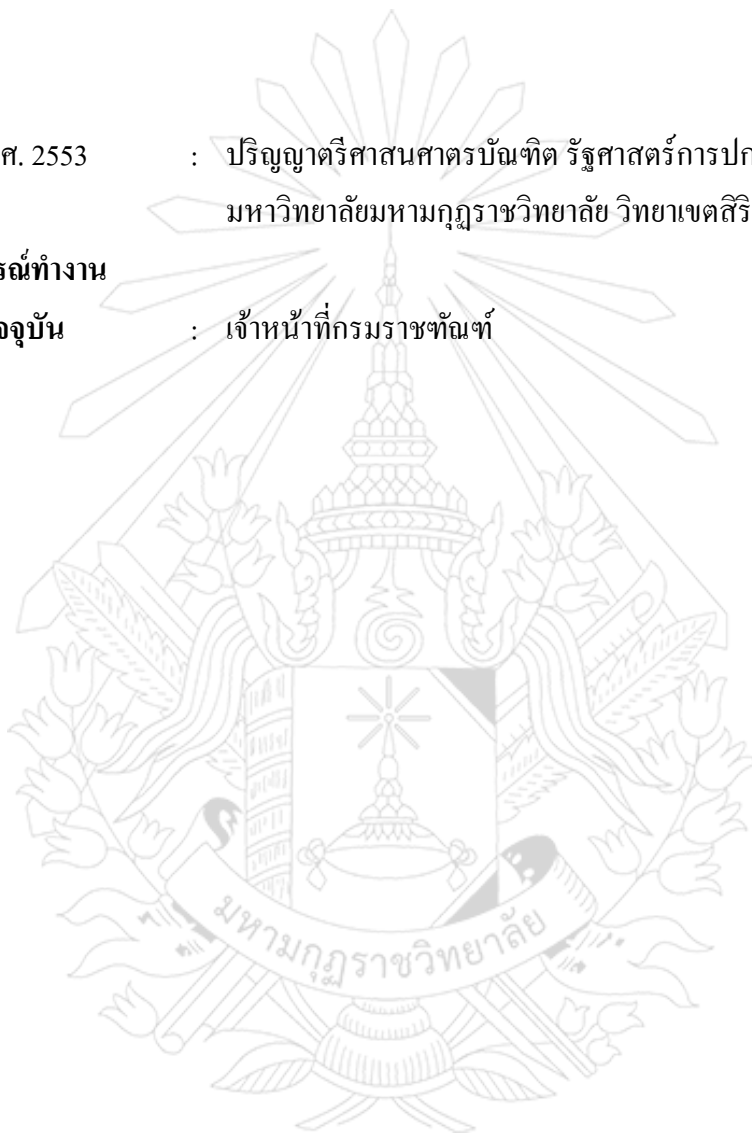 ศ. 2553 : ปริญญาตรีศาสนศาตรบัณฑิต รัฐศาสตร์การปก
มหาวิทยาลัยมหามกุฏราชวิทยาลัย วิทยาเขตสิริ
รณ์ทำงาน
จจุบัน : เจ้าหน้าที่กรมราชฑัณฑ์
มหามกุฏราชวิทยาลัย